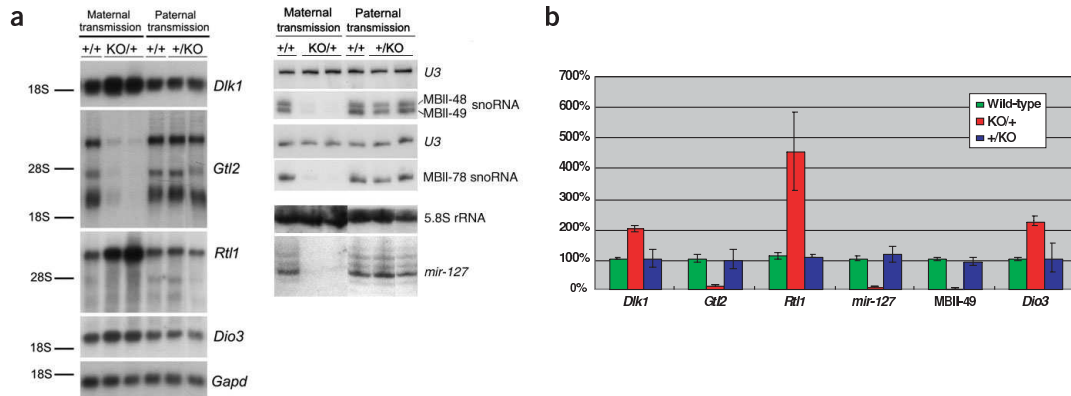 a
Maternal transmission
Paternal transmission
+/+ KO/+ +/+ +/KO
18S
Dlk1
28S
18S
Gtl2
28S
Rtl1
18S
Dio3
18S
Gapd
Maternal transmission
Paternal transmission
+/+ KO/+ +/+ +/KO
U3
MBII-48
MBII-49
snoRNA
U3
MBII-78 snoRNA
5.8S rRNA
mir-127
b
700%
600%
500%
400%
300%
200%
100%
0%
Wild-type
KO/+
+/KO
Dlk1 Gtl2 Rtl1 mir-127 MBII-49 Dio3